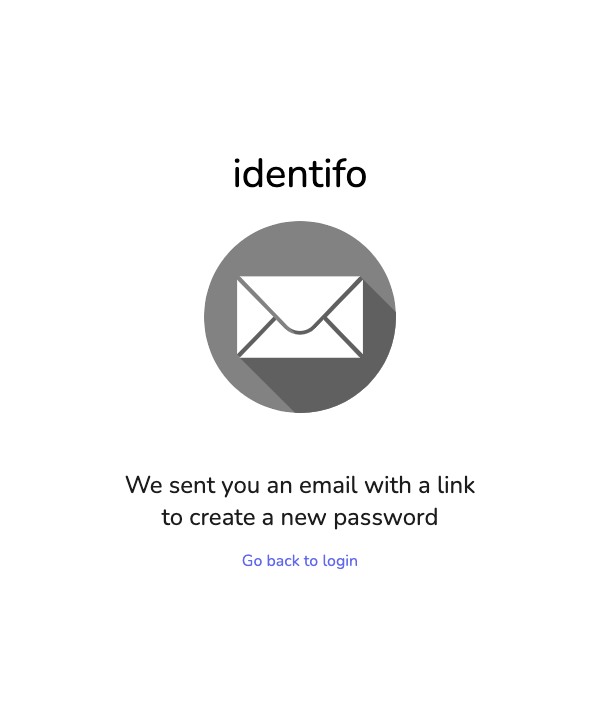 identifo
We sent you an email with a link
to create a new password
Go back to login